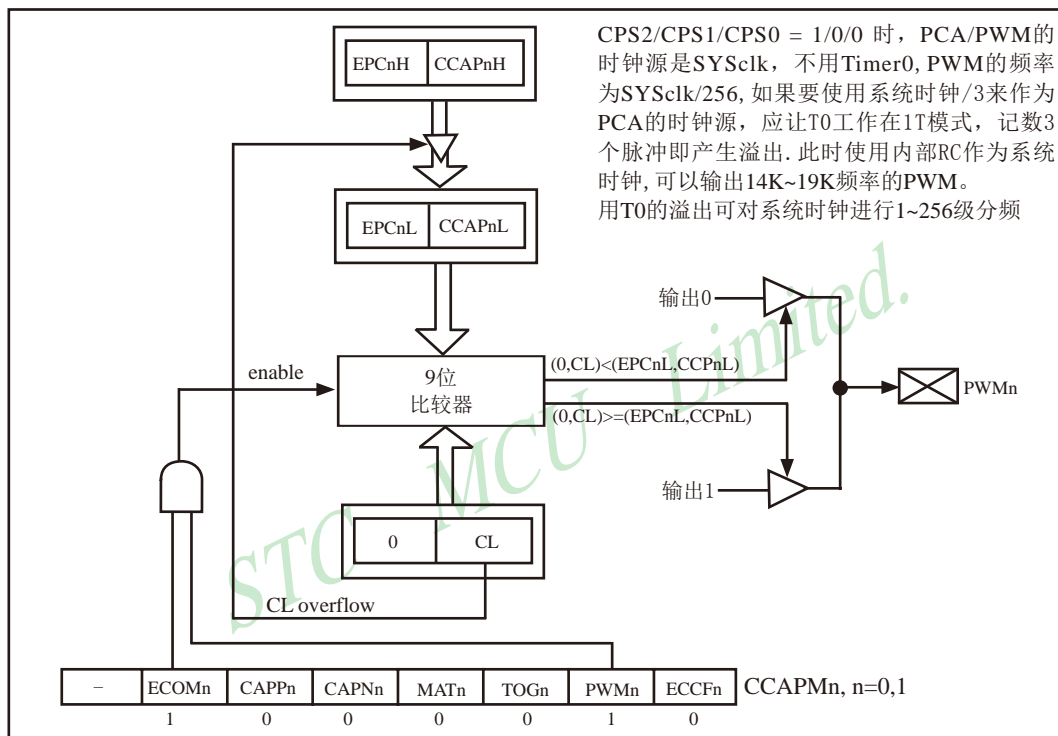 EPCnH CCAPnH
CPS2/CPS1/CPS0 = 1/0/0 时，PCA/PWM的
时钟源是SYSclk，不用Timer0, PWM的频率
为SYSclk/256, 如果要使用系统时钟/3来作为
PCA的时钟源，应让T0工作在1T模式，记数3
个脉冲即产生溢出. 此时使用内部RC作为系统
时钟, 可以输出14K~19K频率的PWM。
用T0的溢出可对系统时钟进行1~256级分频
EPCnL CCAPnL
输出0
enable
9位
比较器
(0,CL)<(EPCnL,CCPnL)
PWMn
(0,CL)>=(EPCnL,CCPnL)
输出1
0 CL
CL overflow
STC MCU Limited.
– ECOMn CAPPn CAPNn MATn TOGn PWMn ECCFn CCAPMn, n=0,1
1 0 0 0 0 1 0